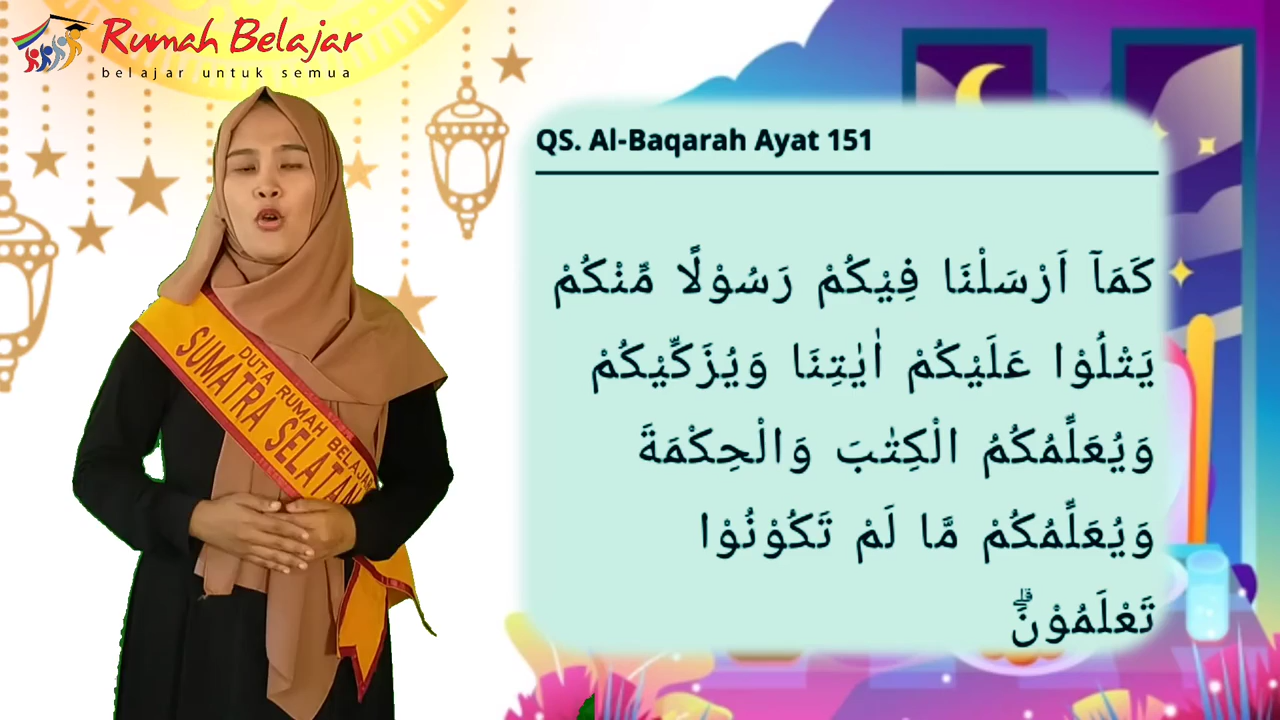 Rumah Belajar
belajar untuk semua
DUTA RUMAH BELAJAR
SUMATRA SELATAN
QS. Al-Baqarah Ayat 151
كَمَآ اَرْسَلْنَا فِيْكُمْ رَسُوْلًا مِّنْكُمْ
يَتْلُوْا عَلَيْكُمْ اٰيٰتِنَا وَيُزَكِّيْكُمْ
وَيُعَلِّمُكُمُ الْكِتٰبَ وَالْحِكْمَةَ
وَيُعَلِّمُكُمْ مَّا لَمْ تَكُوْنُوْا
تَعْلَمُوْنَۗ